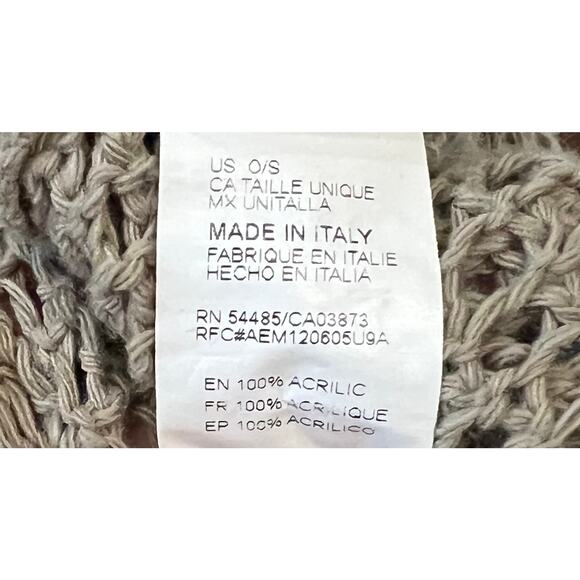 US O/S
CA TAILLE UNIQUE
MX UNITALLA
MADE IN ITALY
FABRIQUE EN ITALIE
HECHO EN ITALIA
RN 54485/CA03873
RFC#AEM120605U9A
EN 100% ACRILIC
FR 100% ACRILIQUE
EP 100% ACRILICO